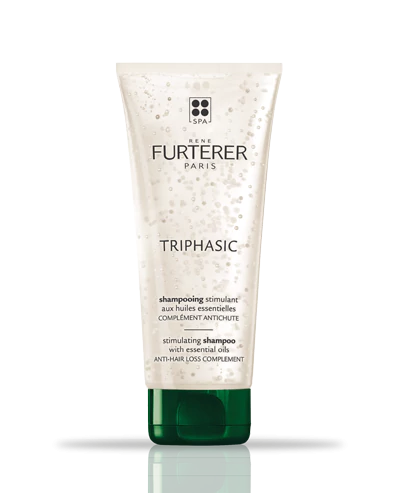 SPA
RENE
FURTERER
PARIS
TRIPHASIC
shampooing stimulant
aux huiles essentielles
COMPLÉMENT ANTICHUTE
stimulating shampoo
with essential oils
ANTI-HAIR LOSS COMPLEMENT